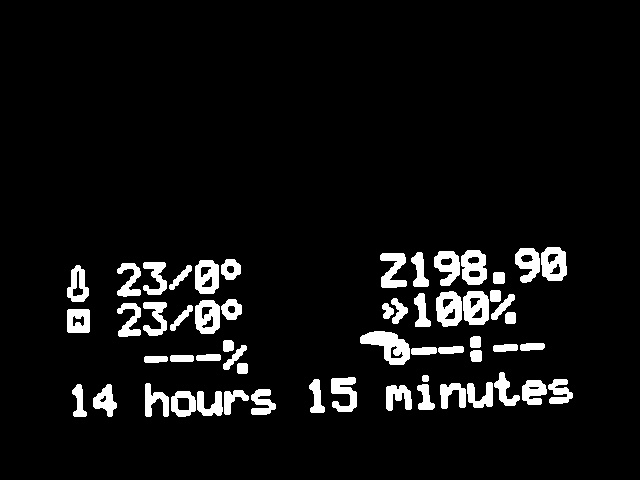 23/0° Z198.90
23/0° »100%
---% --:--
14 hours 15 minutes